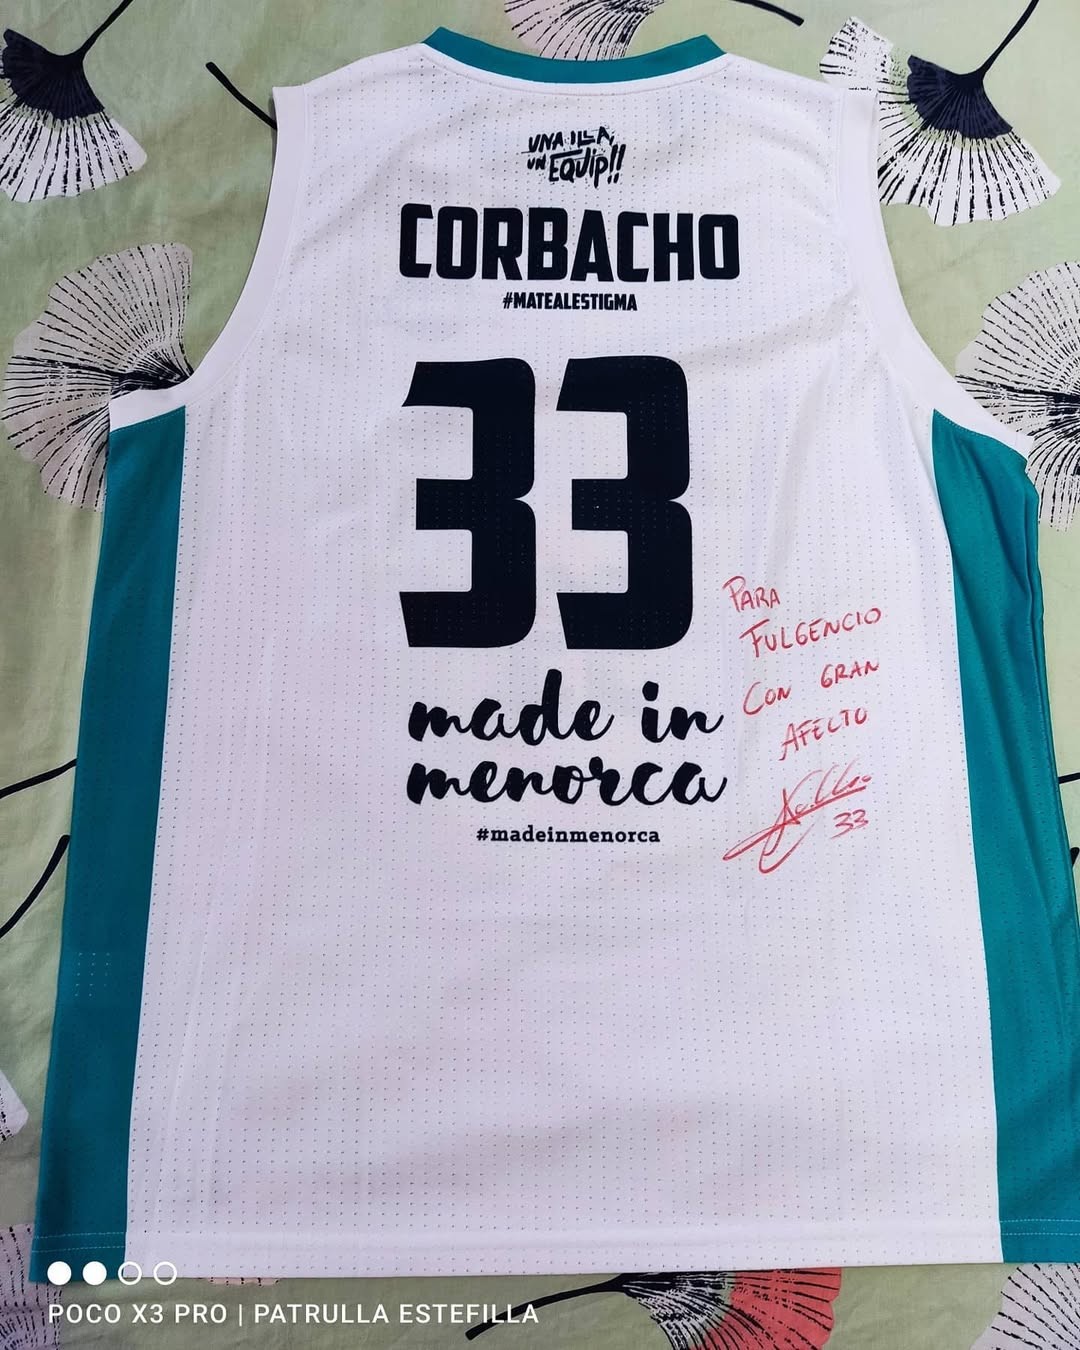 UNA ILLA,
UN EQUIP!!
CORBACHO
#MATEALESTIGMA
33
PARA
FULGENCIO
CON GRAN
AFECTO
33
made in
menorca
#madeinmenorca
POCO X3 PRO | PATRULLA ESTEFILLA